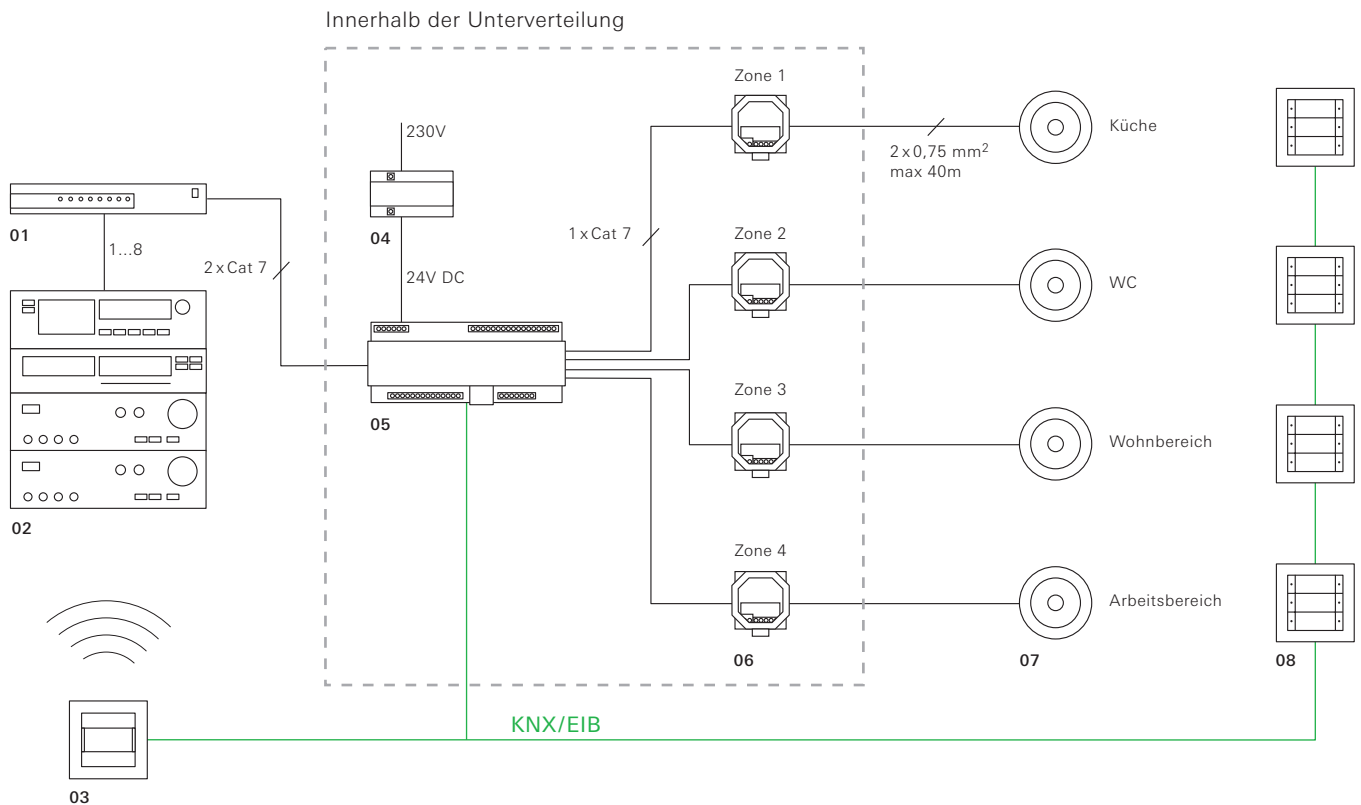 Innerhalb der Unterverteilung
Zone 1
230V
Küche
2 x 0,75 mm²
max 40m
01
04
1...8
2 x Cat 7
24V DC
1 x Cat 7
Zone 2
WC
05
Zone 3
Wohnbereich
02
Zone 4
Arbeitsbereich
06
07
08
KNX/EIB
03